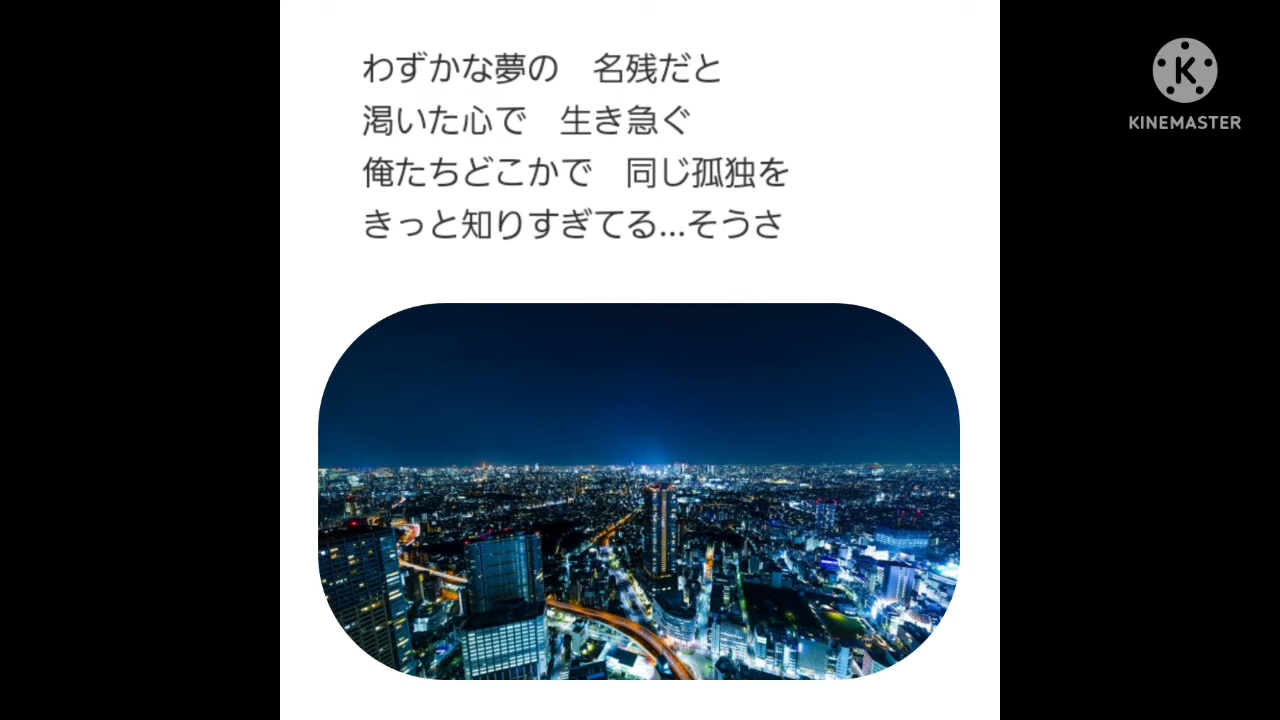 わずかな夢の　名残だと
渇いた心で　生き急ぐ
俺たちどこかで　同じ孤独を
きっと知りすぎてる...そうさ
K
KINEMASTER